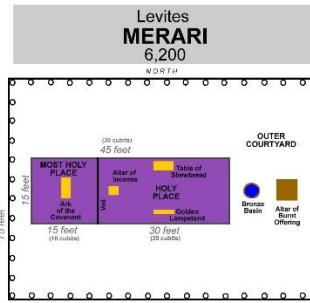 Levites
MERARI
6,200
NORTH
(30 cubits)
45 feet
OUTER
COURTYARD
MOST HOLY
PLACE
Altar of
Incense
Table of
Shewbread
15 feet
HOLY
PLACE
Ark
of the
Covenant
Veil
Golden
Lampstand
Bronze
Basin
Altar of
Burnt
Offering
75 feet
15 feet
(10 cubits)
30 feet
(20 cubits)